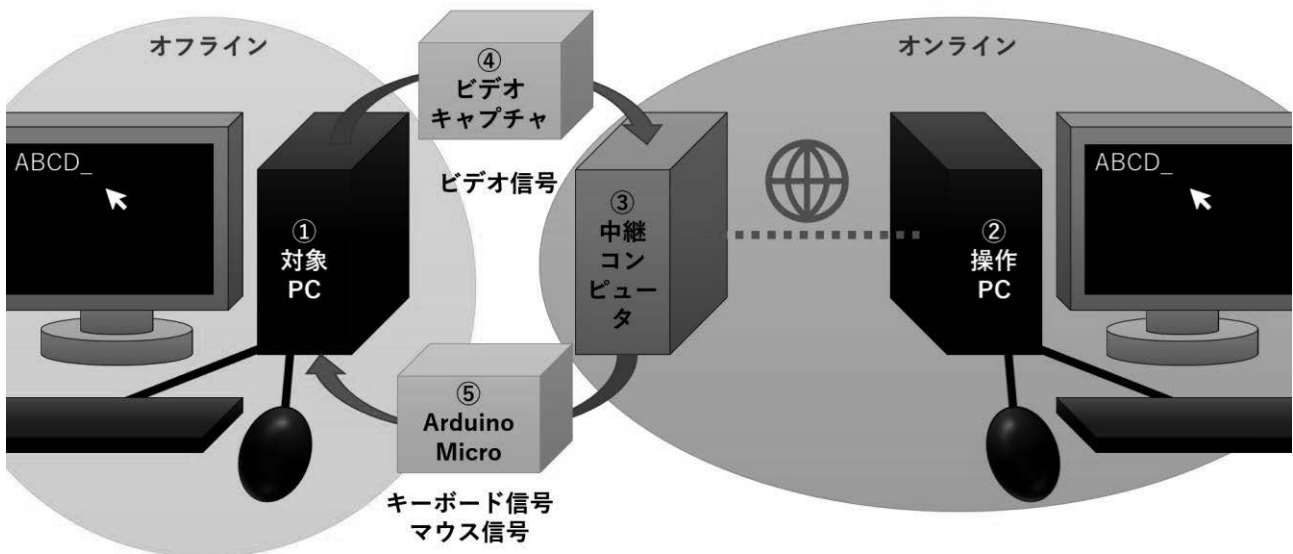 オフライン
オンライン
④
ビデオ
キャプチャ
ABCD_
ABCD_
ビデオ信号
①
対象
PC
③
中継
コン
ピュー
タ
②
操作
PC
⑤
Arduino
Micro
キーボード信号
マウス信号